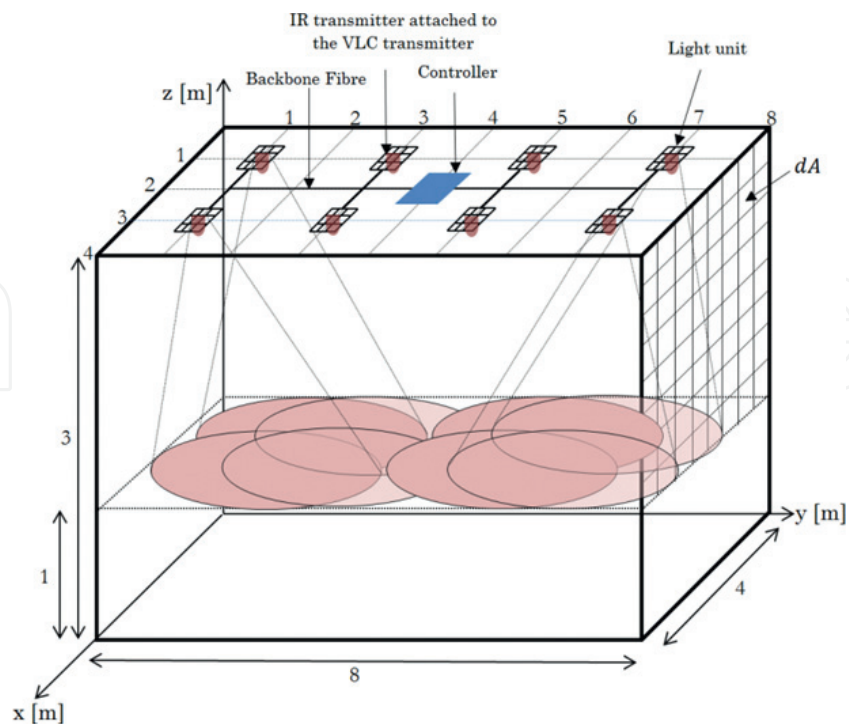 IR transmitter attached to
the VLC transmitter
Light unit
Backbone Fibre
Controller
z [m]
1 2 3 4 5 6 7 8
1
2
3
4
dA
3
1
y [m]
4
8
x [m]